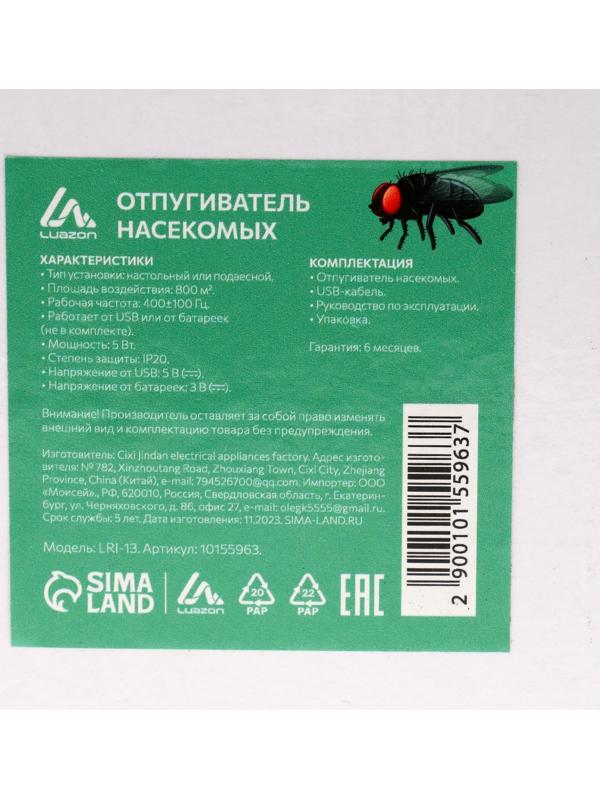 ОТПУГИВАТЕЛЬ
НАСЕКОМЫХ
LUAZON
ХАРАКТЕРИСТИКИ
• Тип установки: настольный или подвесной.
• Площадь воздействия: 800 м².
• Рабочая частота: 400±100 Гц.
• Работает от USB или от батареек
(не в комплекте).
• Мощность: 5 Вт.
• Степень защиты: IP20.
• Напряжение от USB: 5 В (⎓).
• Напряжение от батареек: 3 В (⎓).
КОМПЛЕКТАЦИЯ
• Отпугиватель насекомых.
• USB-кабель.
• Руководство по эксплуатации.
• Упаковка.
Гарантия: 6 месяцев.
Внимание! Производитель оставляет за собой право изменять
внешний вид и комплектацию товара без предупреждения.
Изготовитель: Cixi Jindan electrical appliances factory. Адрес изгото-
вителя: № 782, Xinzhoutang Road, Zhouxiang Town, Cixi City, Zhejiang
Province, China (Китай), e-mail: 794526700@qq.com. Импортер: ООО
«Моисей», РФ, 620010, Россия, Свердловская область, г. Екатерин-
бург, ул. Черняховского, д. 86, офис 27, e-mail: olegk5555@gmail.ru.
Срок службы: 5 лет. Дата изготовления: 11.2023. SIMA-LAND.RU
Модель: LRI-13. Артикул: 10155963.
SIMA
LAND
LUAZON
20
PAP
22
PAP
EAC
2 900101 559637